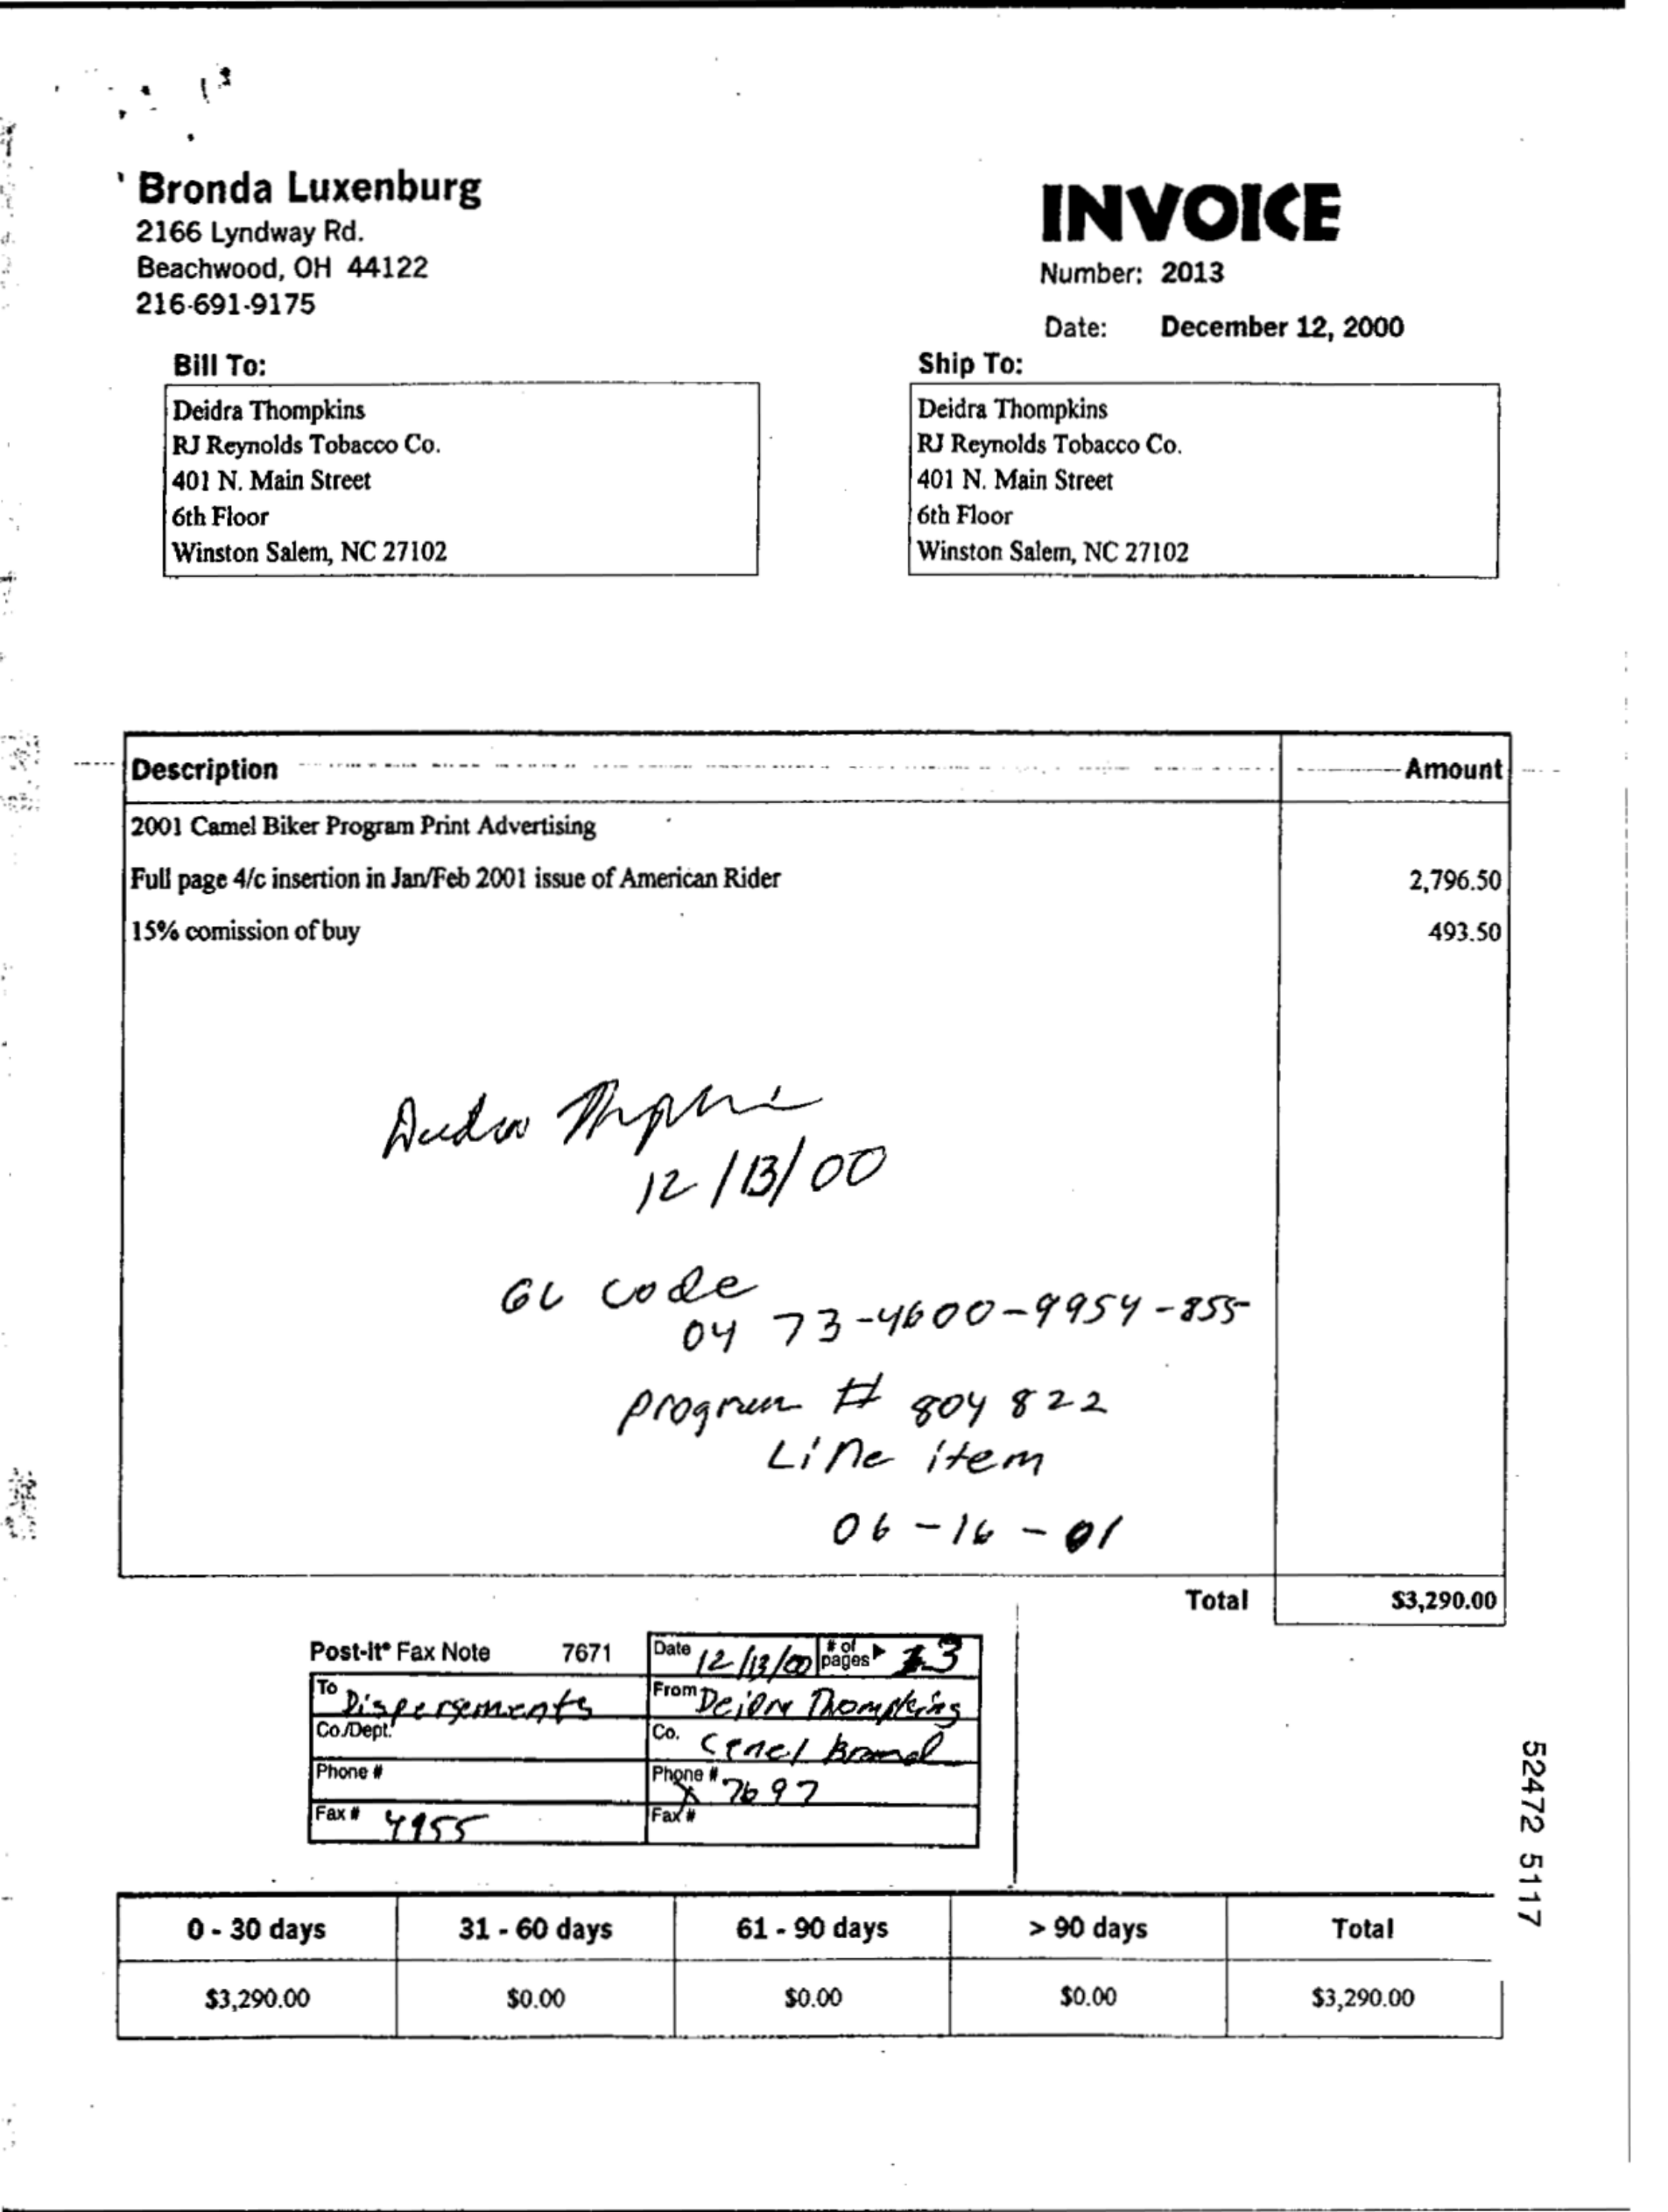 Bronda Luxenburg
2166 Lyndway Rd.
Beachwood, OH 44122
216-691-9175
INVOICE
Number: 2013
Date: December 12, 2000
Bill To:
Deidra Thompkins
RJ Reynolds Tobacco Co.
401 N. Main Street
6th Floor
Winston Salem, NC 27102
Ship To:
Deidra Thompkins
RJ Reynolds Tobacco Co.
401 N. Main Street
6th Floor
Winston Salem, NC 27102
Description Amount
2001 Camel Biker Program Print Advertising
Full page 4/c insertion in Jan/Feb 2001 issue of American Rider 2,796.50
15% comission of buy 493.50
12/13/00
GL code
04 73-4600-9954-855
program # 804822
Line item
06-16-01
Total $3,290.00
Post-it® Fax Note 7671 Date 12/13/00 # of pages 3
To Dispersements From Deidra Thompkins
Co./Dept. Co. Camel Brand
Phone # Phone # x 7697
Fax # 4955 Fax #
52472 5117
0 - 30 days 31 - 60 days 61 - 90 days > 90 days Total
$3,290.00 $0.00 $0.00 $0.00 $3,290.00